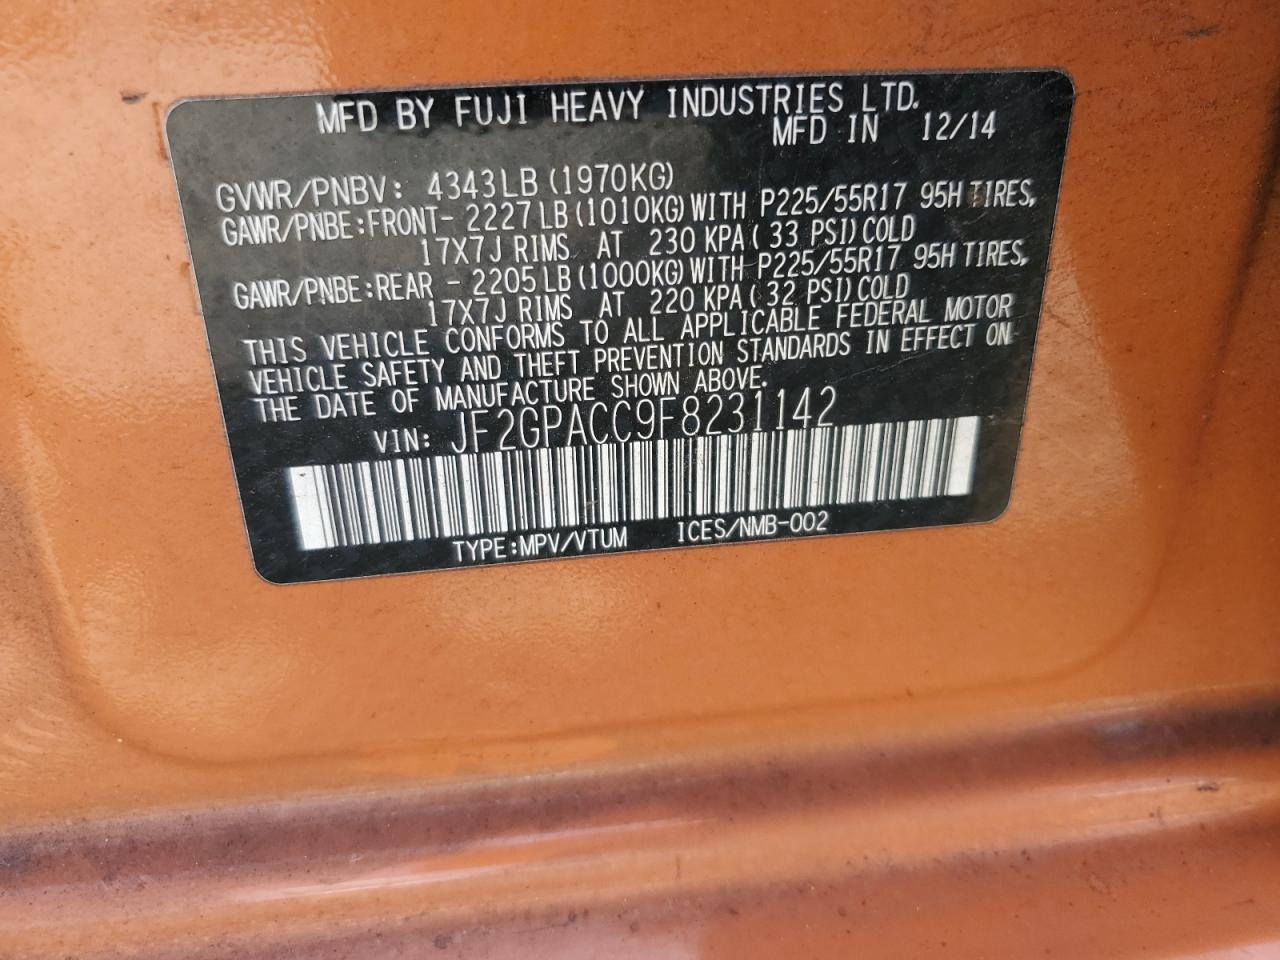 MFD BY FUJI HEAVY INDUSTRIES LTD.
MFD IN 12/14
GVWR/PNBV: 4343LB (1970KG)
GAWR/PNBE:FRONT- 2227LB (1010KG) WITH P225/55R17 95H TIRES,
17X7J RIMS AT 230 KPA ( 33 PSI) COLD
GAWR/PNBE:REAR - 2205LB (1000KG) WITH P225/55R17 95H TIRES,
17X7J RIMS AT 220 KPA ( 32 PSI) COLD
THIS VEHICLE CONFORMS TO ALL APPLICABLE FEDERAL MOTOR
VEHICLE SAFETY AND THEFT PREVENTION STANDARDS IN EFFECT ON
THE DATE OF MANUFACTURE SHOWN ABOVE.
VIN: JF2GPACC9F8231142
TYPE:MPV/VTUM ICES/NMB-002